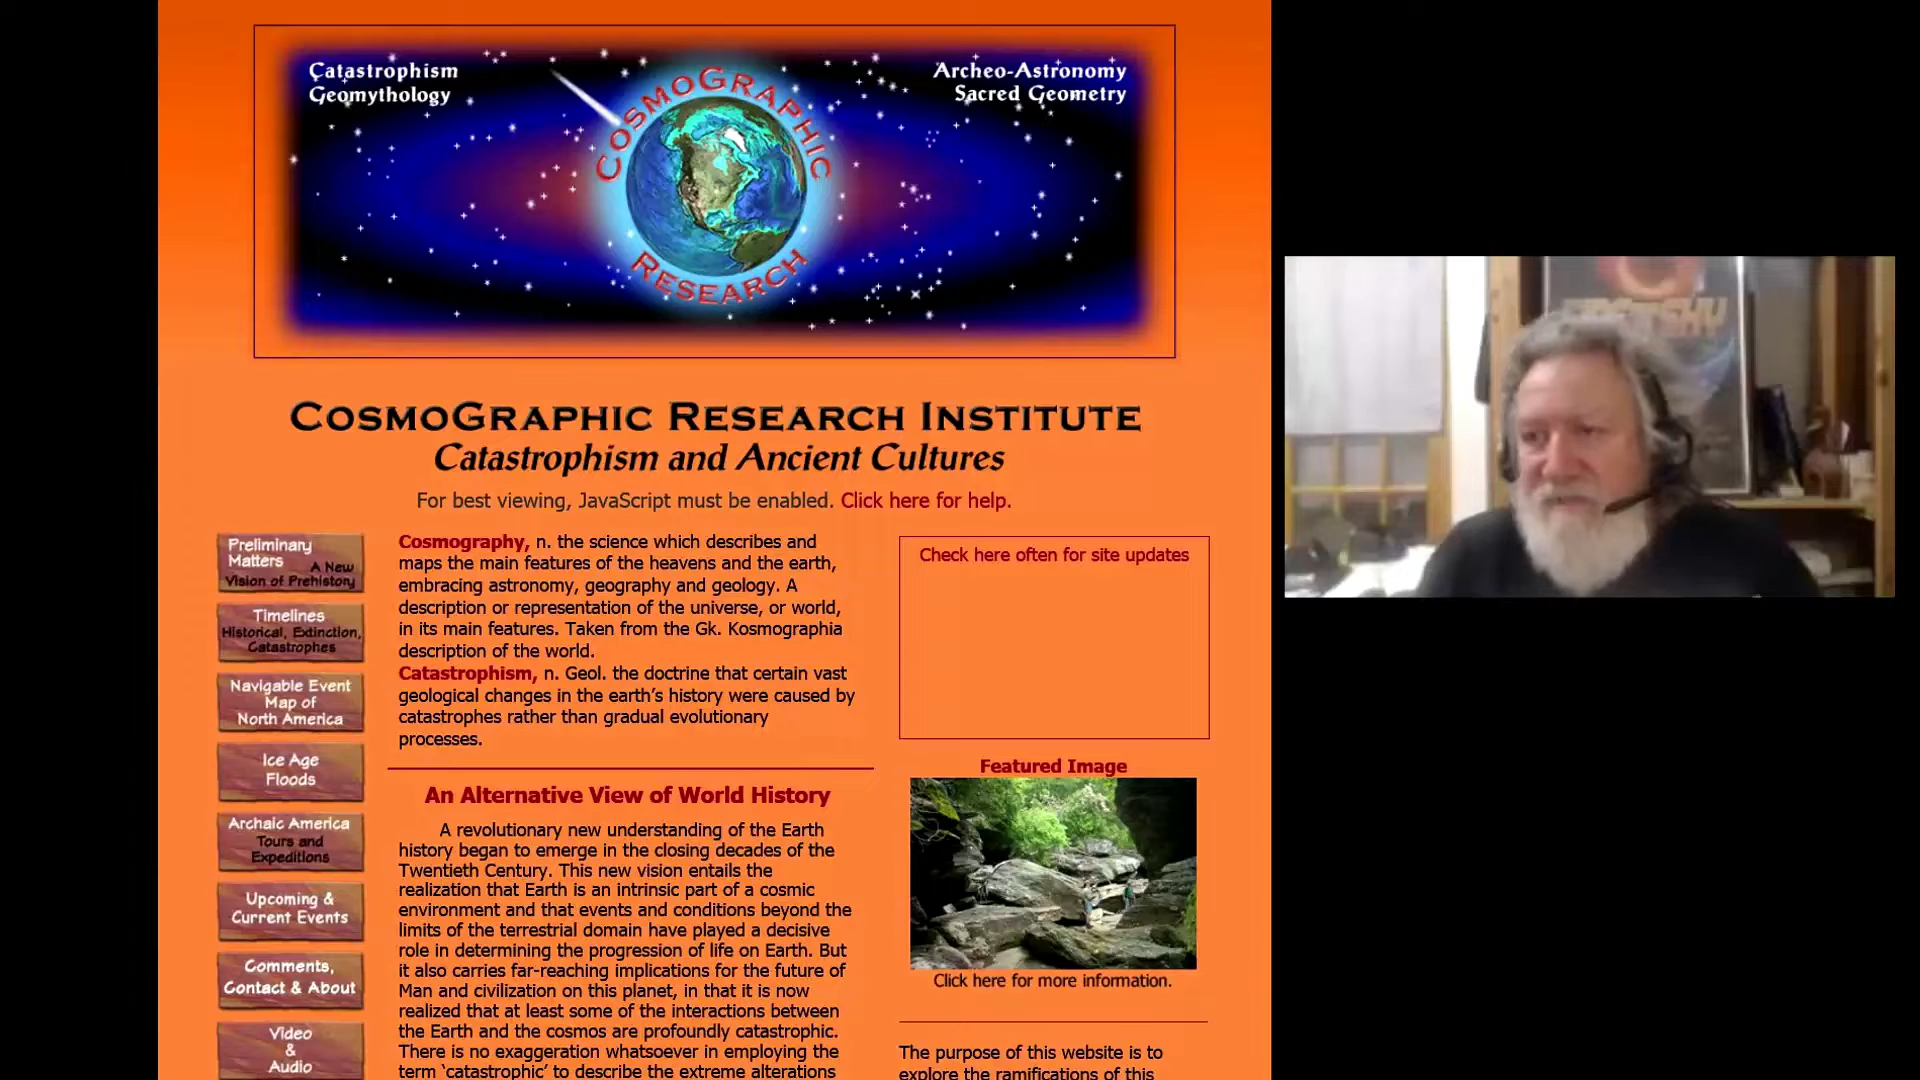 Catastrophism
Geomythology
Archeo-Astronomy
Sacred Geometry
COSMOGRAPHIC
RESEARCH
COSMOGRAPHIC RESEARCH INSTITUTE
Catastrophism and Ancient Cultures
For best viewing, JavaScript must be enabled. Click here for help.
Preliminary
Matters
A New
Vision of Prehistory
Timelines
Historical, Extinction,
Catastrophes
Navigable Event
Map of
North America
Ice Age
Floods
Archaic America
Tours and
Expeditions
Upcoming &
Current Events
Comments,
Contact & About
Video
&
Audio
Cosmography, n. the science which describes and
maps the main features of the heavens and the earth,
embracing astronomy, geography and geology. A
description or representation of the universe, or world,
in its main features. Taken from the Gk. Kosmographia
description of the world.
Catastrophism, n. Geol. the doctrine that certain vast
geological changes in the earth’s history were caused by
catastrophes rather than gradual evolutionary
processes.
An Alternative View of World History
A revolutionary new understanding of the Earth
history began to emerge in the closing decades of the
Twentieth Century. This new vision entails the
realization that Earth is an intrinsic part of a cosmic
environment and that events and conditions beyond the
limits of the terrestrial domain have played a decisive
role in determining the progression of life on Earth. But
it also carries far-reaching implications for the future of
Man and civilization on this planet, in that it is now
realized that at least some of the interactions between
the Earth and the cosmos are profoundly catastrophic.
There is no exaggeration whatsoever in employing the
term ‘catastrophic’ to describe the extreme alterations
Check here often for site updates
Featured Image
Click here for more information.
The purpose of this website is to
explore the ramifications of this